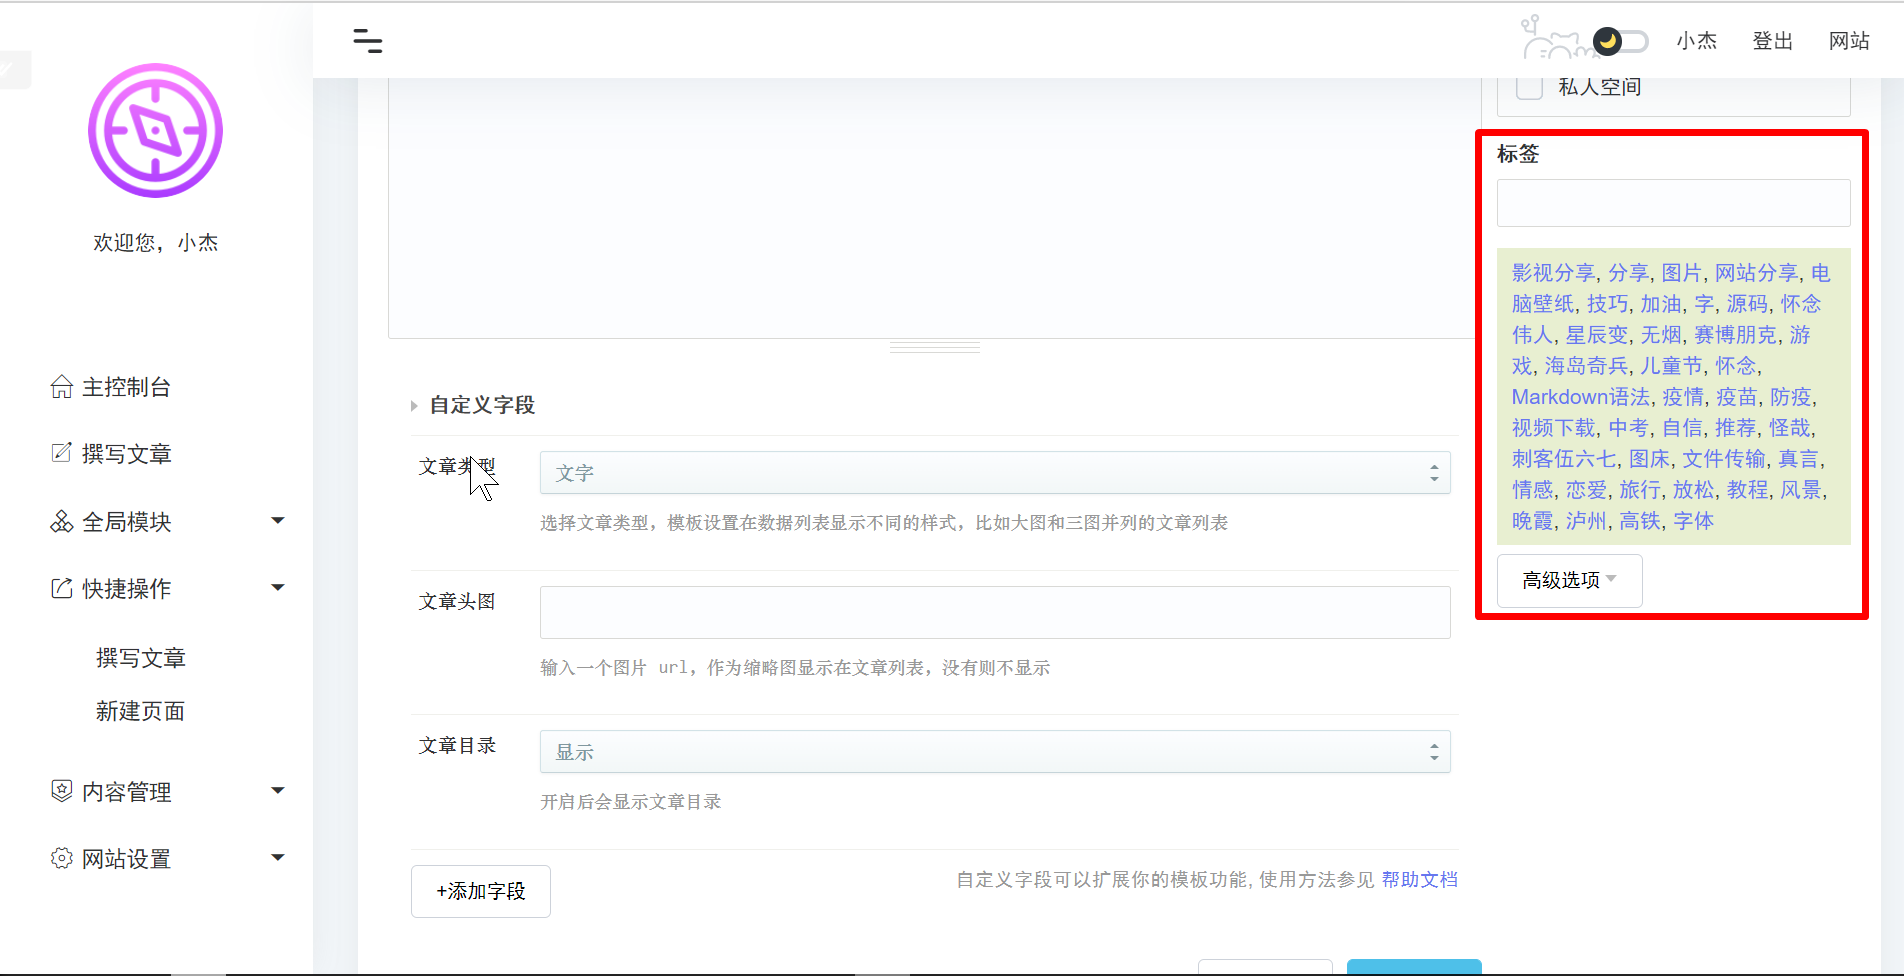 小杰
登出
网站
欢迎您，小杰
主控制台
撰写文章
全局模块
快捷操作
撰写文章
新建页面
内容管理
网站设置
自定义字段
文章类型
文字
选择文章类型，模板设置在数据列表显示不同的样式，比如大图和三图并列的文章列表
文章头图
输入一个图片 url，作为缩略图显示在文章列表，没有则不显示
文章目录
显示
开启后会显示文章目录
+添加字段
自定义字段可以扩展你的模板功能, 使用方法参见 帮助文档
私人空间
标签
影视分享, 分享, 图片, 网站分享, 电
脑壁纸, 技巧, 加油, 字, 源码, 怀念
伟人, 星辰变, 无烟, 赛博朋克, 游
戏, 海岛奇兵, 儿童节, 怀念,
Markdown语法, 疫情, 疫苗, 防疫,
视频下载, 中考, 自信, 推荐, 怪哉,
刺客伍六七, 图床, 文件传输, 真言,
情感, 恋爱, 旅行, 放松, 教程, 风景,
晚霞, 泸州, 高铁, 字体
高级选项